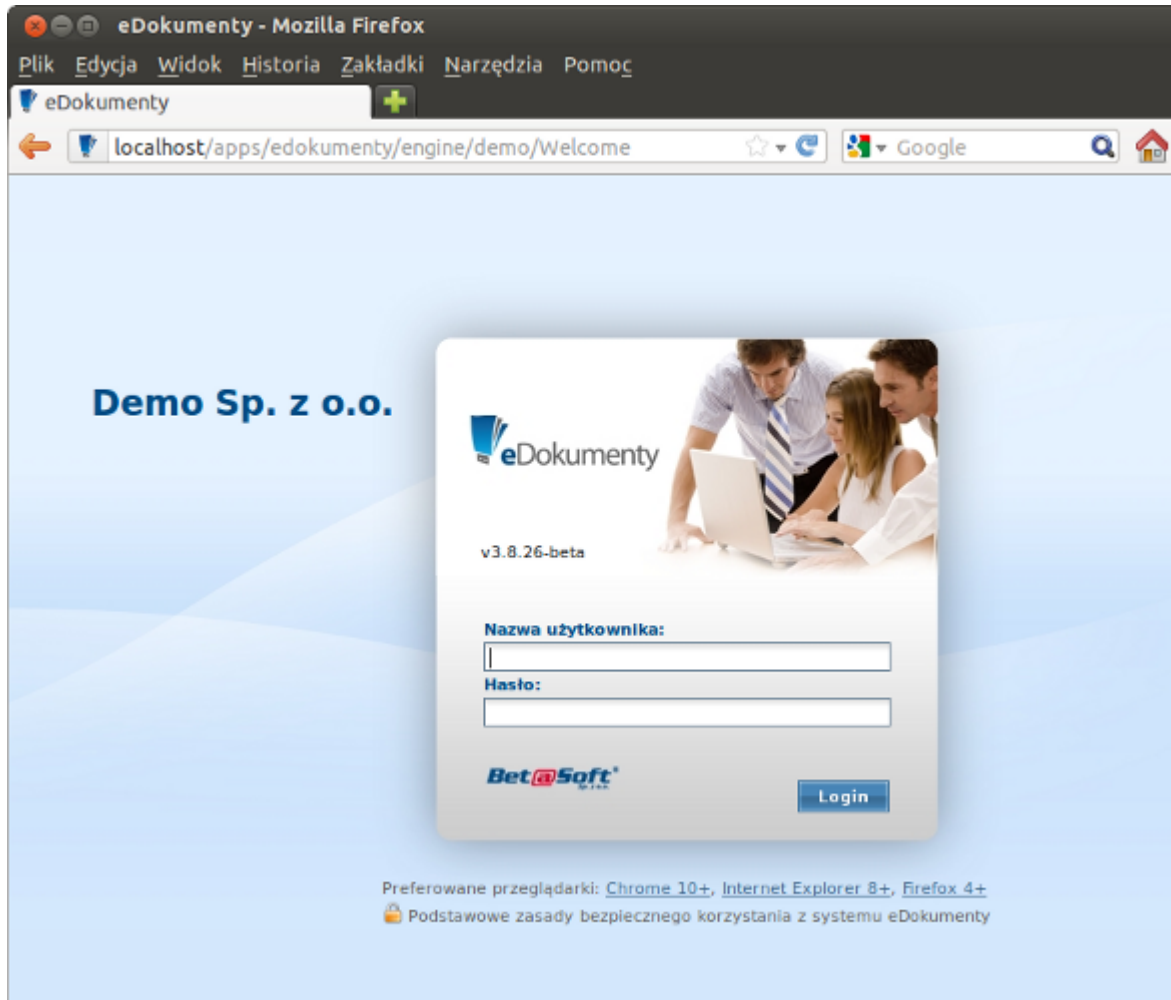 eDokumenty - Mozilla Firefox
Plik Edycja Widok Historia Zakładki Narzędzia Pomoc
eDokumenty
localhost/apps/edokumenty/engine/demo/Welcome Google
Demo Sp. z o.o.
eDokumenty
v3.8.26-beta
Nazwa użytkownika:
Hasło:
Bet@Soft
Sp. z o.o.
Login
Preferowane przeglądarki: Chrome 10+, Internet Explorer 8+, Firefox 4+
Podstawowe zasady bezpiecznego korzystania z systemu eDokumenty